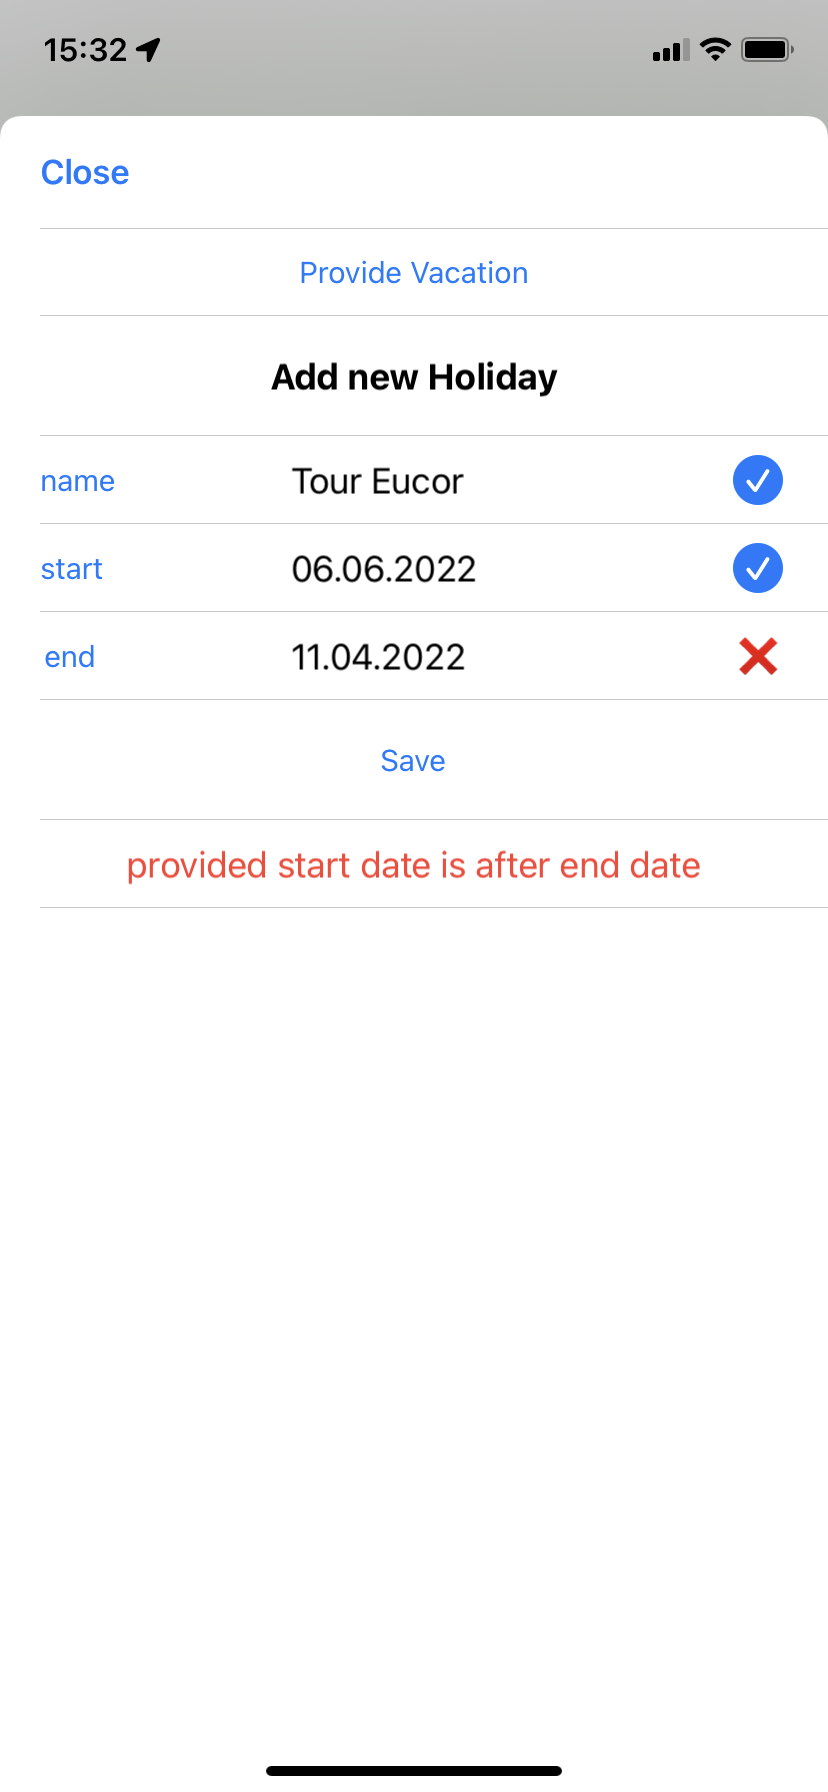 15:32
Close
Provide Vacation
Add new Holiday
name Tour Eucor
start 06.06.2022
end 11.04.2022
Save
provided start date is after end date